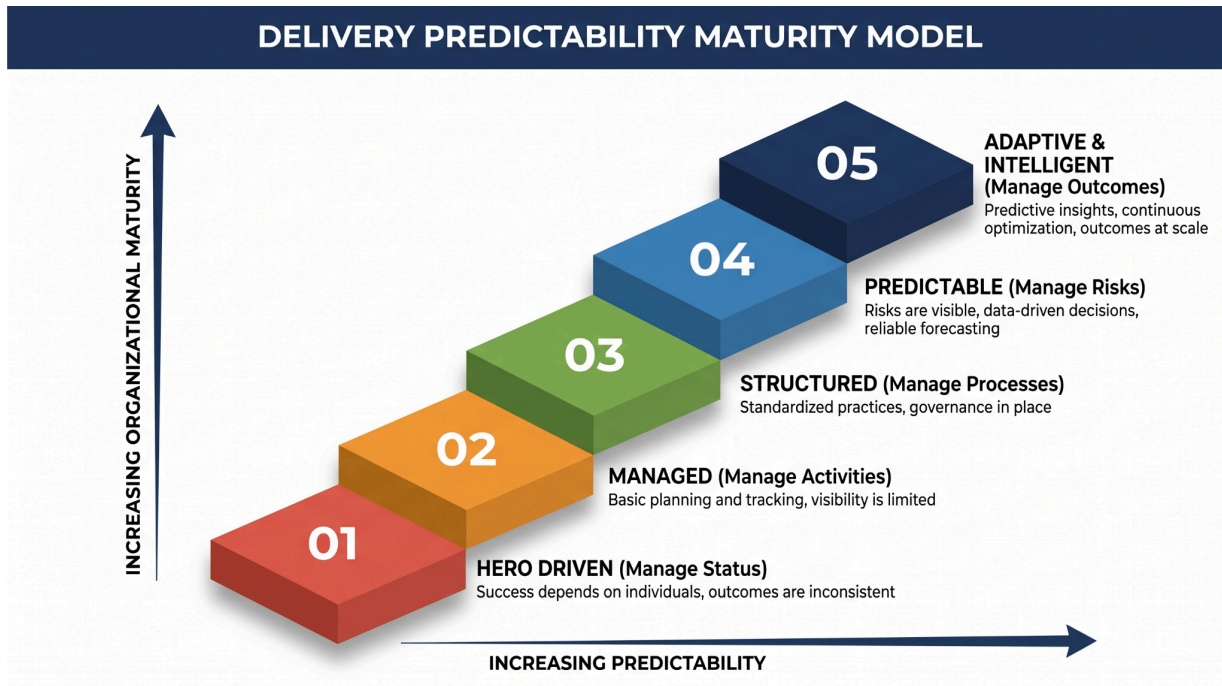 DELIVERY PREDICTABILITY MATURITY MODEL
INCREASING ORGANIZATIONAL MATURITY
05
ADAPTIVE &
INTELLIGENT
(Manage Outcomes)
Predictive insights, continuous
optimization, outcomes at scale
04
PREDICTABLE (Manage Risks)
Risks are visible, data-driven decisions,
reliable forecasting
03
STRUCTURED (Manage Processes)
Standardized practices, governance in place
02
MANAGED (Manage Activities)
Basic planning and tracking, visibility is limited
01
HERO DRIVEN (Manage Status)
Success depends on individuals, outcomes are inconsistent
INCREASING PREDICTABILITY